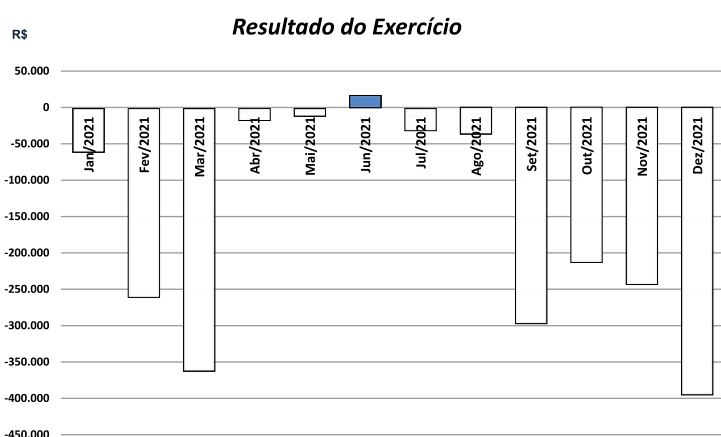 Resultado do Exercício
R$
50.000
0
-50.000
-100.000
-150.000
-200.000
-250.000
-300.000
-350.000
-400.000
-450.000
Jan/2021
Fev/2021
Mar/2021
Abr/2021
Mai/2021
Jun/2021
Jul/2021
Ago/2021
Set/2021
Out/2021
Nov/2021
Dez/2021